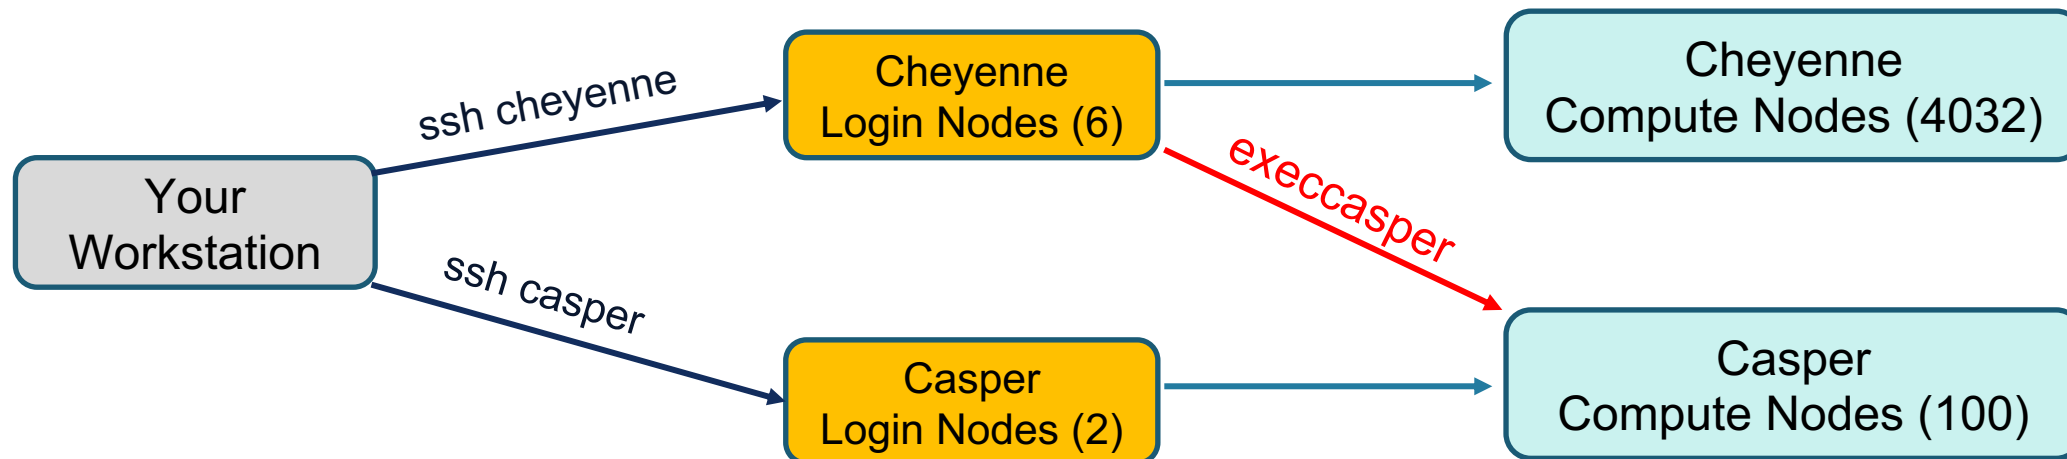 Your
Workstation
ssh cheyenne
ssh casper
Cheyenne
Login Nodes (6)
Casper
Login Nodes (2)
execcasper
Cheyenne
Compute Nodes (4032)
Casper
Compute Nodes (100)